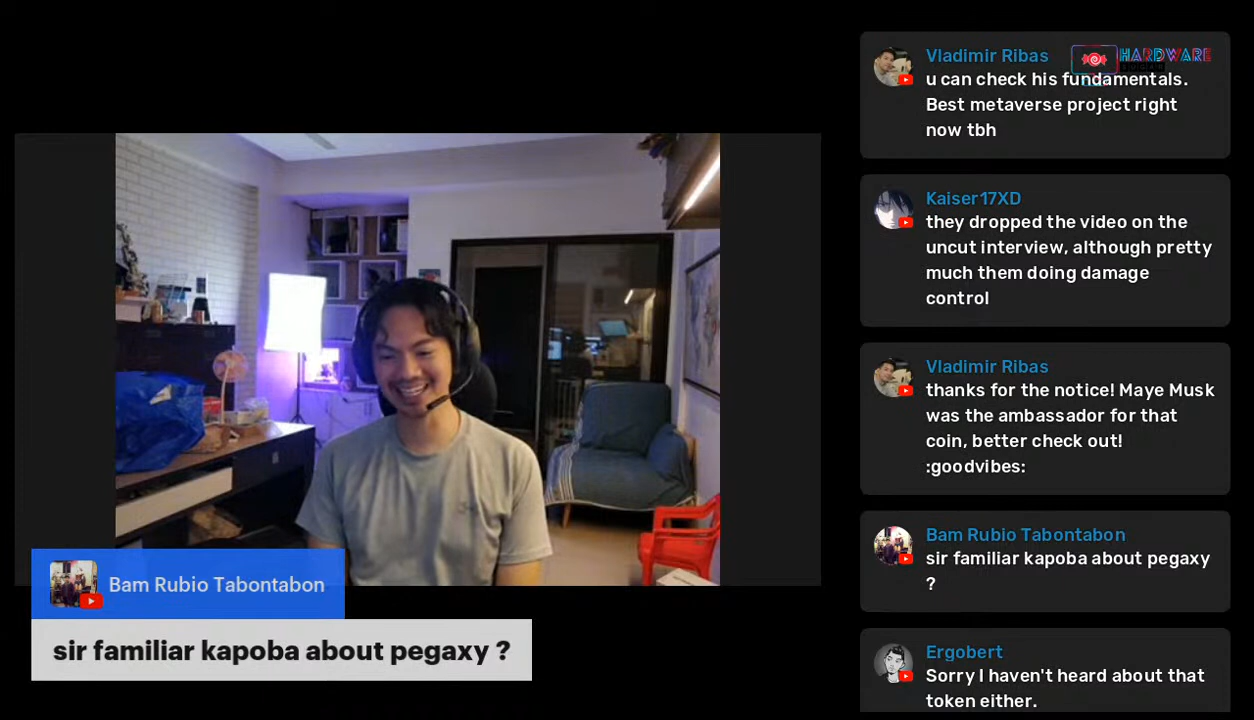 Vladimir Ribas
HARDWARE
u can check his fundamentals.
Best metaverse project right
now tbh
Kaiser17XD
they dropped the video on the
uncut interview, although pretty
much them doing damage
control
Vladimir Ribas
thanks for the notice! Maye Musk
was the ambassador for that
coin, better check out!
:goodvibes:
Bam Rubio Tabontabon
sir familiar kapoba about pegaxy
?
Ergobert
Sorry I haven't heard about that
token either.
Bam Rubio Tabontabon
sir familiar kapoba about pegaxy ?